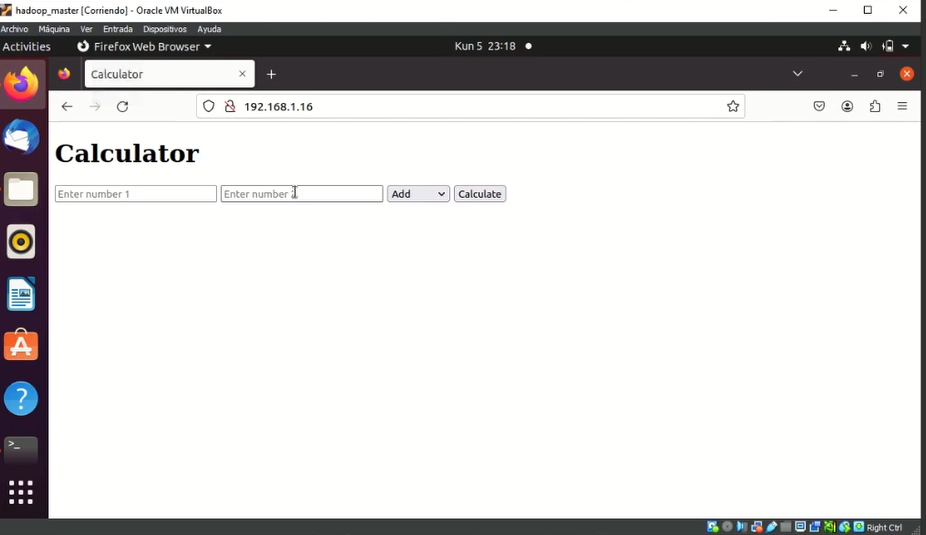 hadoop_master [Corriendo] - Oracle VM VirtualBox
Archivo Máquina Ver Entrada Dispositivos Ayuda
Activities Firefox Web Browser Kun 5 23:18
Calculator
192.168.1.16
Calculator
Enter number 1 Enter number Add Calculate
Right Ctrl